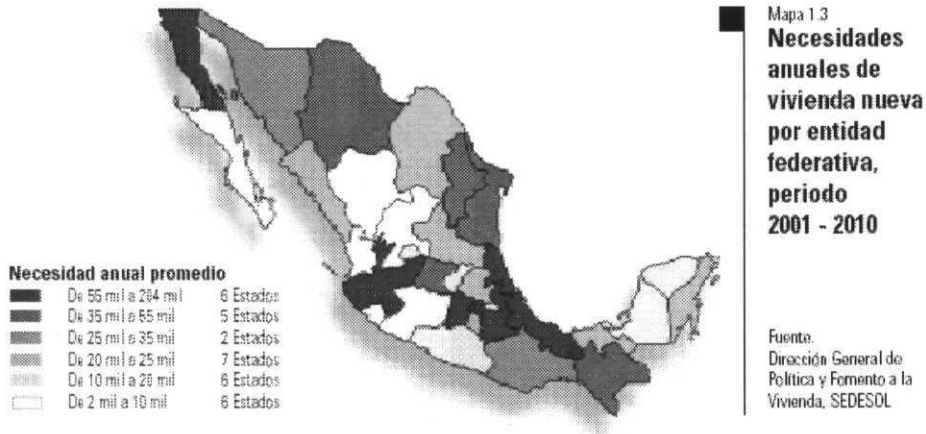 Mapa 1.3
Necesidades
anuales de
vivienda nueva
por entidad
federativa,
periodo
2001 - 2010
Necesidad anual promedio
De 55 mil a 264 mil 6 Estados
De 35 mil a 55 mil 5 Estados
De 25 mil a 35 mil 2 Estados
De 20 mil a 25 mil 7 Estados
De 10 mil a 20 mil 6 Estados
De 2 mil a 10 mil 6 Estados
Fuente.
Dirección General de
Política y Fomento a la
Vivienda, SEDESOL